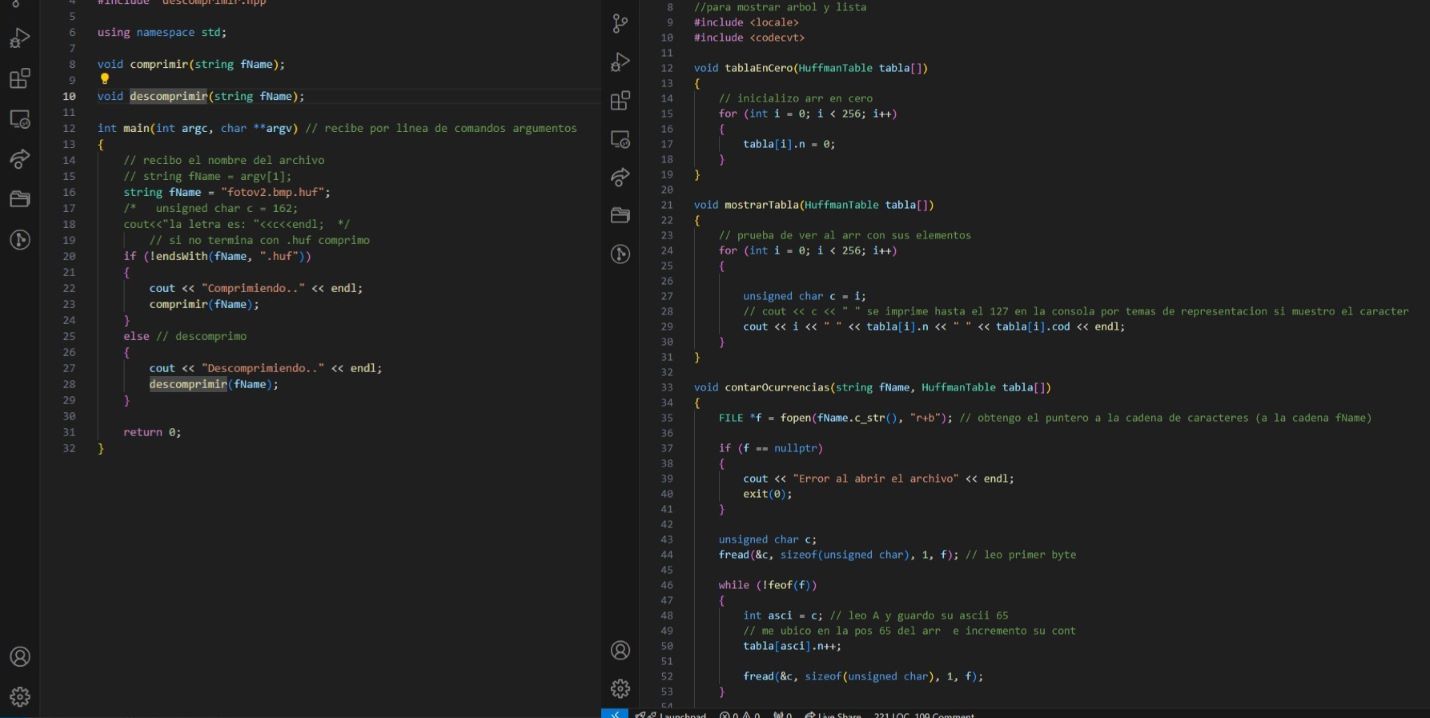 4 #include "descomprimir.hpp"
5
6 using namespace std;
7
8 void comprimir(string fName);
9
10 void descomprimir(string fName);
11
12 int main(int argc, char **argv) // recibe por linea de comandos argumentos
13 {
14 // recibo el nombre del archivo
15 // string fName = argv[1];
16 string fName = "fotov2.bmp.huf";
17 /* unsigned char c = 162;
18 cout<<"la letra es: "<<c<<endl; */
19 // si no termina con .huf comprimo
20 if (!endsWith(fName, ".huf"))
21 {
22 cout << "Comprimiendo.." << endl;
23 comprimir(fName);
24 }
25 else // descomprimo
26 {
27 cout << "Descomprimiendo.." << endl;
28 descomprimir(fName);
29 }
30
31 return 0;
32 }
8 //para mostrar arbol y lista
9 #include <locale>
10 #include <codecvt>
11
12 void tablaEnCero(HuffmanTable tabla[])
13 {
14 // inicializo arr en cero
15 for (int i = 0; i < 256; i++)
16 {
17 tabla[i].n = 0;
18 }
19 }
20
21 void mostrarTabla(HuffmanTable tabla[])
22 {
23 // prueba de ver al arr con sus elementos
24 for (int i = 0; i < 256; i++)
25 {
26
27 unsigned char c = i;
28 // cout << c << " " se imprime hasta el 127 en la consola por temas de representacion si muestro el caracter
29 cout << i << " " << tabla[i].n << " " << tabla[i].cod << endl;
30 }
31 }
32
33 void contarOcurrencias(string fName, HuffmanTable tabla[])
34 {
35 FILE *f = fopen(fName.c_str(), "r+b"); // obtengo el puntero a la cadena de caracteres (a la cadena fName)
36
37 if (f == nullptr)
38 {
39 cout << "Error al abrir el archivo" << endl;
40 exit(0);
41 }
42
43 unsigned char c;
44 fread(&c, sizeof(unsigned char), 1, f); // leo primer byte
45
46 while (!feof(f))
47 {
48 int asci = c; // leo A y guardo su ascii 65
49 // me ubico en la pos 65 del arr e incremento su cont
50 tabla[asci].n++;
51
52 fread(&c, sizeof(unsigned char), 1, f);
53 }
54
Launchpad 0 0 0 Live Share 221 LOC, 109 Comment